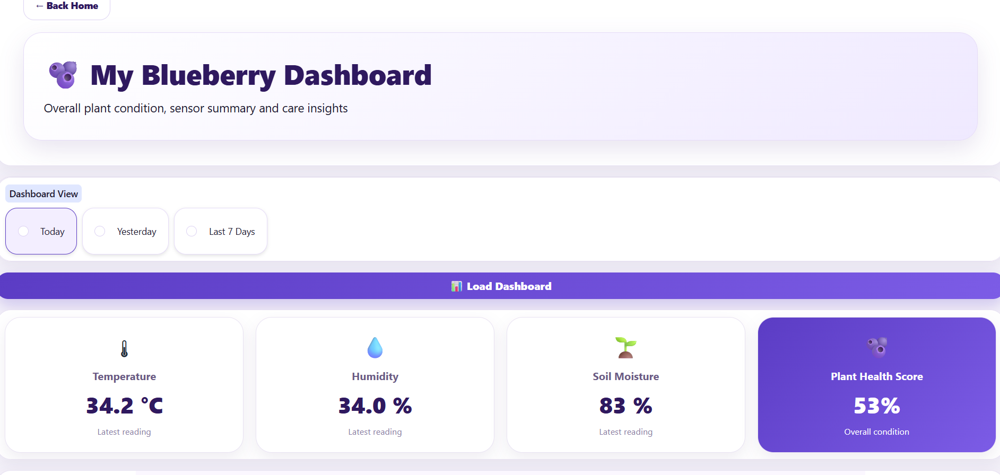 ← Back Home
My Blueberry Dashboard
Overall plant condition, sensor summary and care insights
Dashboard View
Today
Yesterday
Last 7 Days
Load Dashboard
Temperature
34.2 °C
Latest reading
Humidity
34.0 %
Latest reading
Soil Moisture
83 %
Latest reading
Plant Health Score
53%
Overall condition